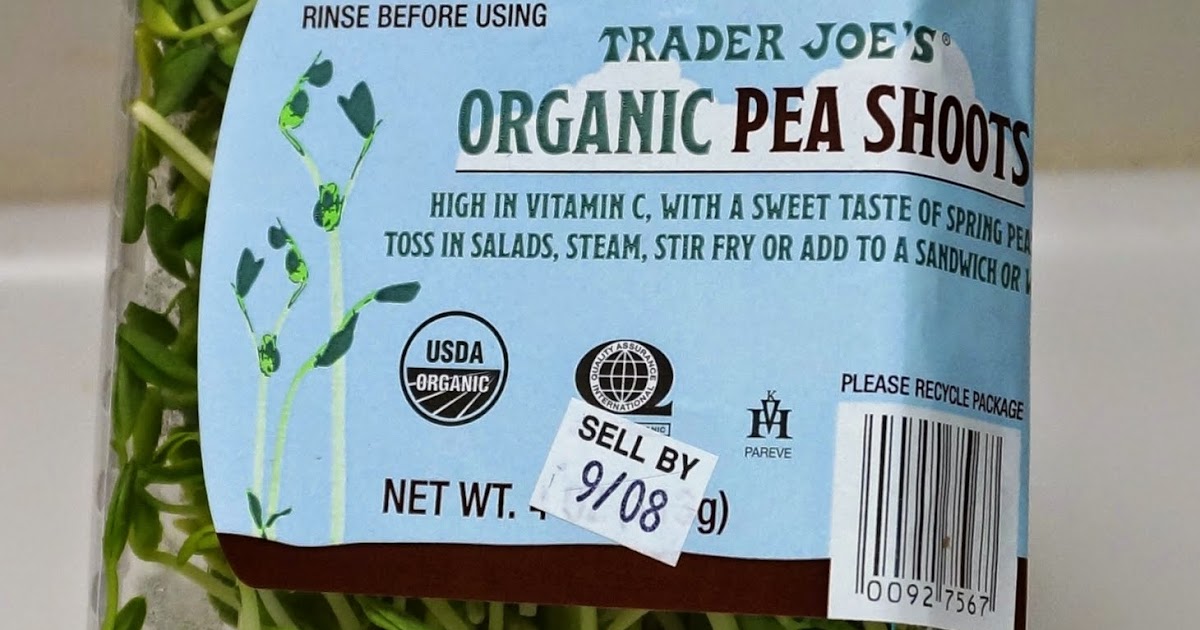 RINSE BEFORE USING
TRADER JOE'S®
ORGANIC PEA SHOOTS
HIGH IN VITAMIN C, WITH A SWEET TASTE OF SPRING
TOSS IN SALADS, STEAM, STIR FRY OR ADD TO A SANDWICH OR
USDA
ORGANIC
QUALITY ASSURANCE
INTERNATIONAL
K
PAREVE
PLEASE RECYCLE PACKAGE
SELL BY
9/08
NET WT. g)
0092 7567